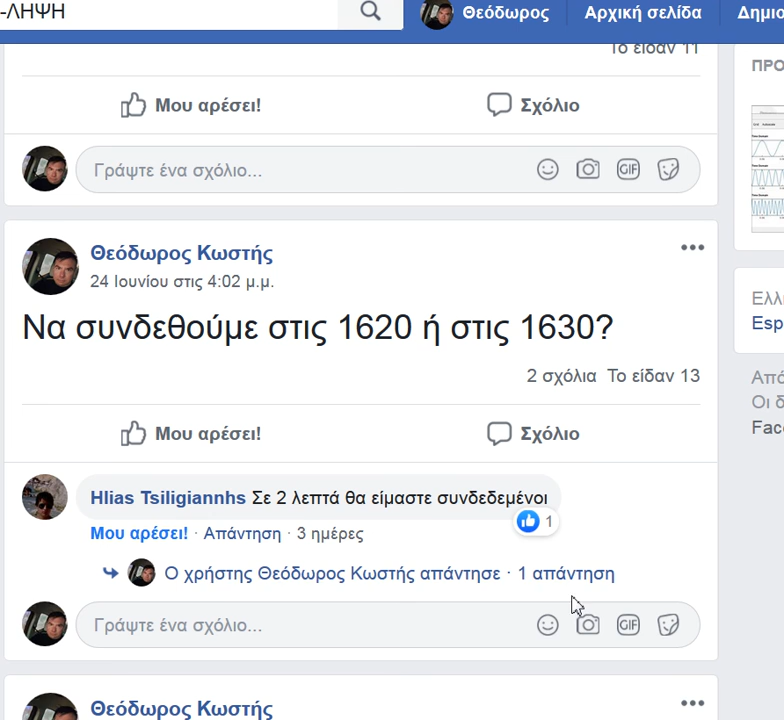 -ΛΗΨΗ
Θεόδωρος
Αρχική σελίδα
Δημιο
Το είδαν 11
ΠΡΟ
Μου αρέσει!
Σχόλιο
Γράψτε ένα σχόλιο...
GIF
Θεόδωρος Κωστής
24 Ιουνίου στις 4:02 μ.μ.
Να συνδεθούμε στις 1620 ή στις 1630?
2 σχόλια Το είδαν 13
Μου αρέσει!
Σχόλιο
Hlias Tsiligiannhs Σε 2 λεπτά θα είμαστε συνδεδεμένοι
1
Μου αρέσει! · Απάντηση · 3 ημέρες
Ο χρήστης Θεόδωρος Κωστής απάντησε · 1 απάντηση
Γράψτε ένα σχόλιο...
GIF
Θεόδωρος Κωστής
Ελλη
Esp
Από
Οι δ
Face